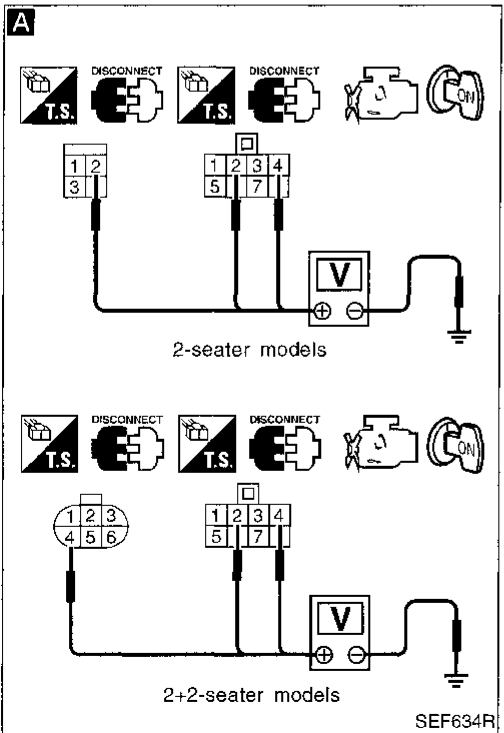 A
T.S. DISCONNECT T.S. DISCONNECT ON
1 2
3
1 2 3 4
5 7
V
⊕ ⊖
2-seater models
T.S. DISCONNECT T.S. DISCONNECT ON
1 2 3
4 5 6
1 2 3 4
5 7
V
⊕ ⊖
2+2-seater models
SEF634R